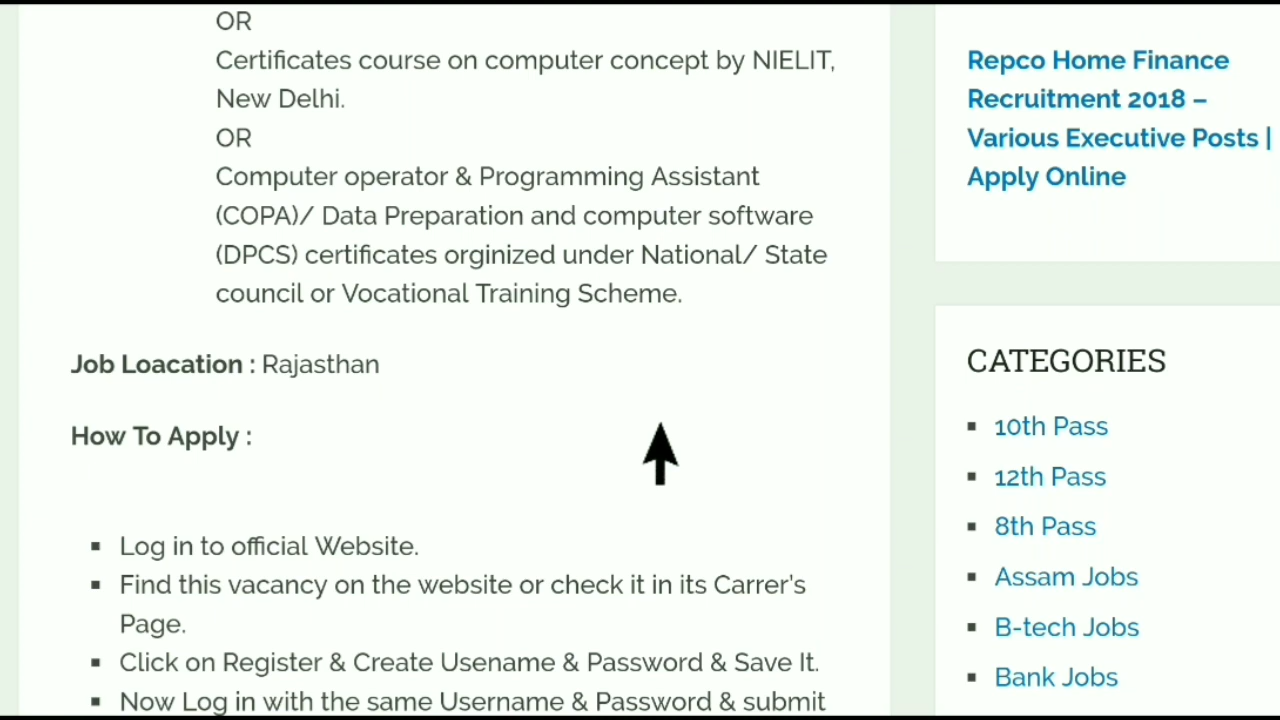 OR
Certificates course on computer concept by NIELIT,
New Delhi.
OR
Computer operator & Programming Assistant
(COPA)/ Data Preparation and computer software
(DPCS) certificates orginized under National/ State
council or Vocational Training Scheme.
Job Loacation : Rajasthan
How To Apply :
Log in to official Website.
Find this vacancy on the website or check it in its Carrer's
Page.
Click on Register & Create Usename & Password & Save It.
Now Log in with the same Username & Password & submit
Repco Home Finance
Recruitment 2018 –
Various Executive Posts |
Apply Online
CATEGORIES
10th Pass
12th Pass
8th Pass
Assam Jobs
B-tech Jobs
Bank Jobs